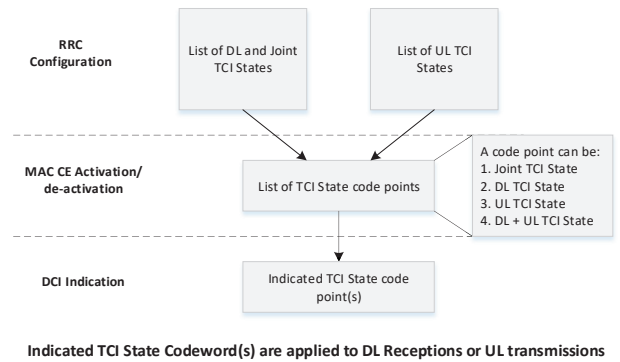 RRC
Configuration
List of DL and Joint
TCI States
List of UL TCI
States
MAC CE Activation/
de-activation
List of TCI State code points
A code point can be:
1. Joint TCI State
2. DL TCI State
3. UL TCI State
4. DL + UL TCI State
DCI Indication
Indicated TCI State code
point(s)
Indicated TCI State Codeword(s) are applied to DL Receptions or UL transmissions